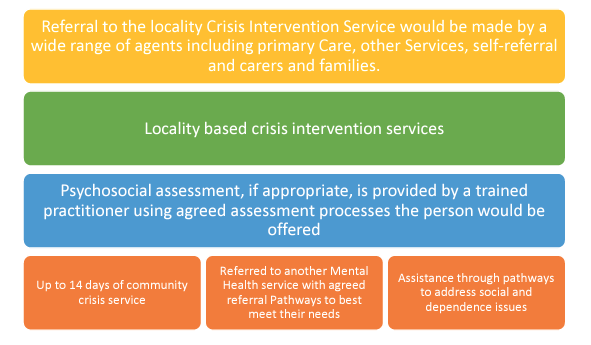 Referral to the locality Crisis Intervention Service would be made by a
wide range of agents including primary Care, other Services, self-referral
and carers and families.
Locality based crisis intervention services
Psychosocial assessment, if appropriate, is provided by a trained
practitioner using agreed assessment processes the person would be
offered
Up to 14 days of community
crisis service
Referred to another Mental
Health service with agreed
referral Pathways to best
meet their needs
Assistance through pathways
to address social and
dependence issues